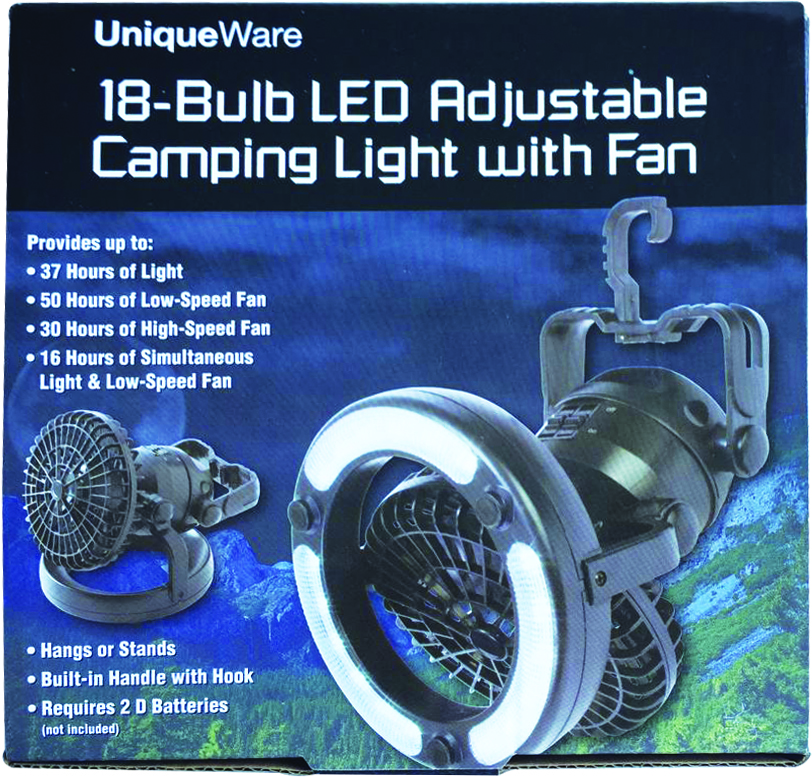 UniqueWare
18-Bulb LED Adjustable
Camping Light with Fan
Provides up to:
• 37 Hours of Light
• 50 Hours of Low-Speed Fan
• 30 Hours of High-Speed Fan
• 16 Hours of Simultaneous
Light & Low-Speed Fan
• Hangs or Stands
• Built-in Handle with Hook
• Requires 2 D Batteries
(not included)